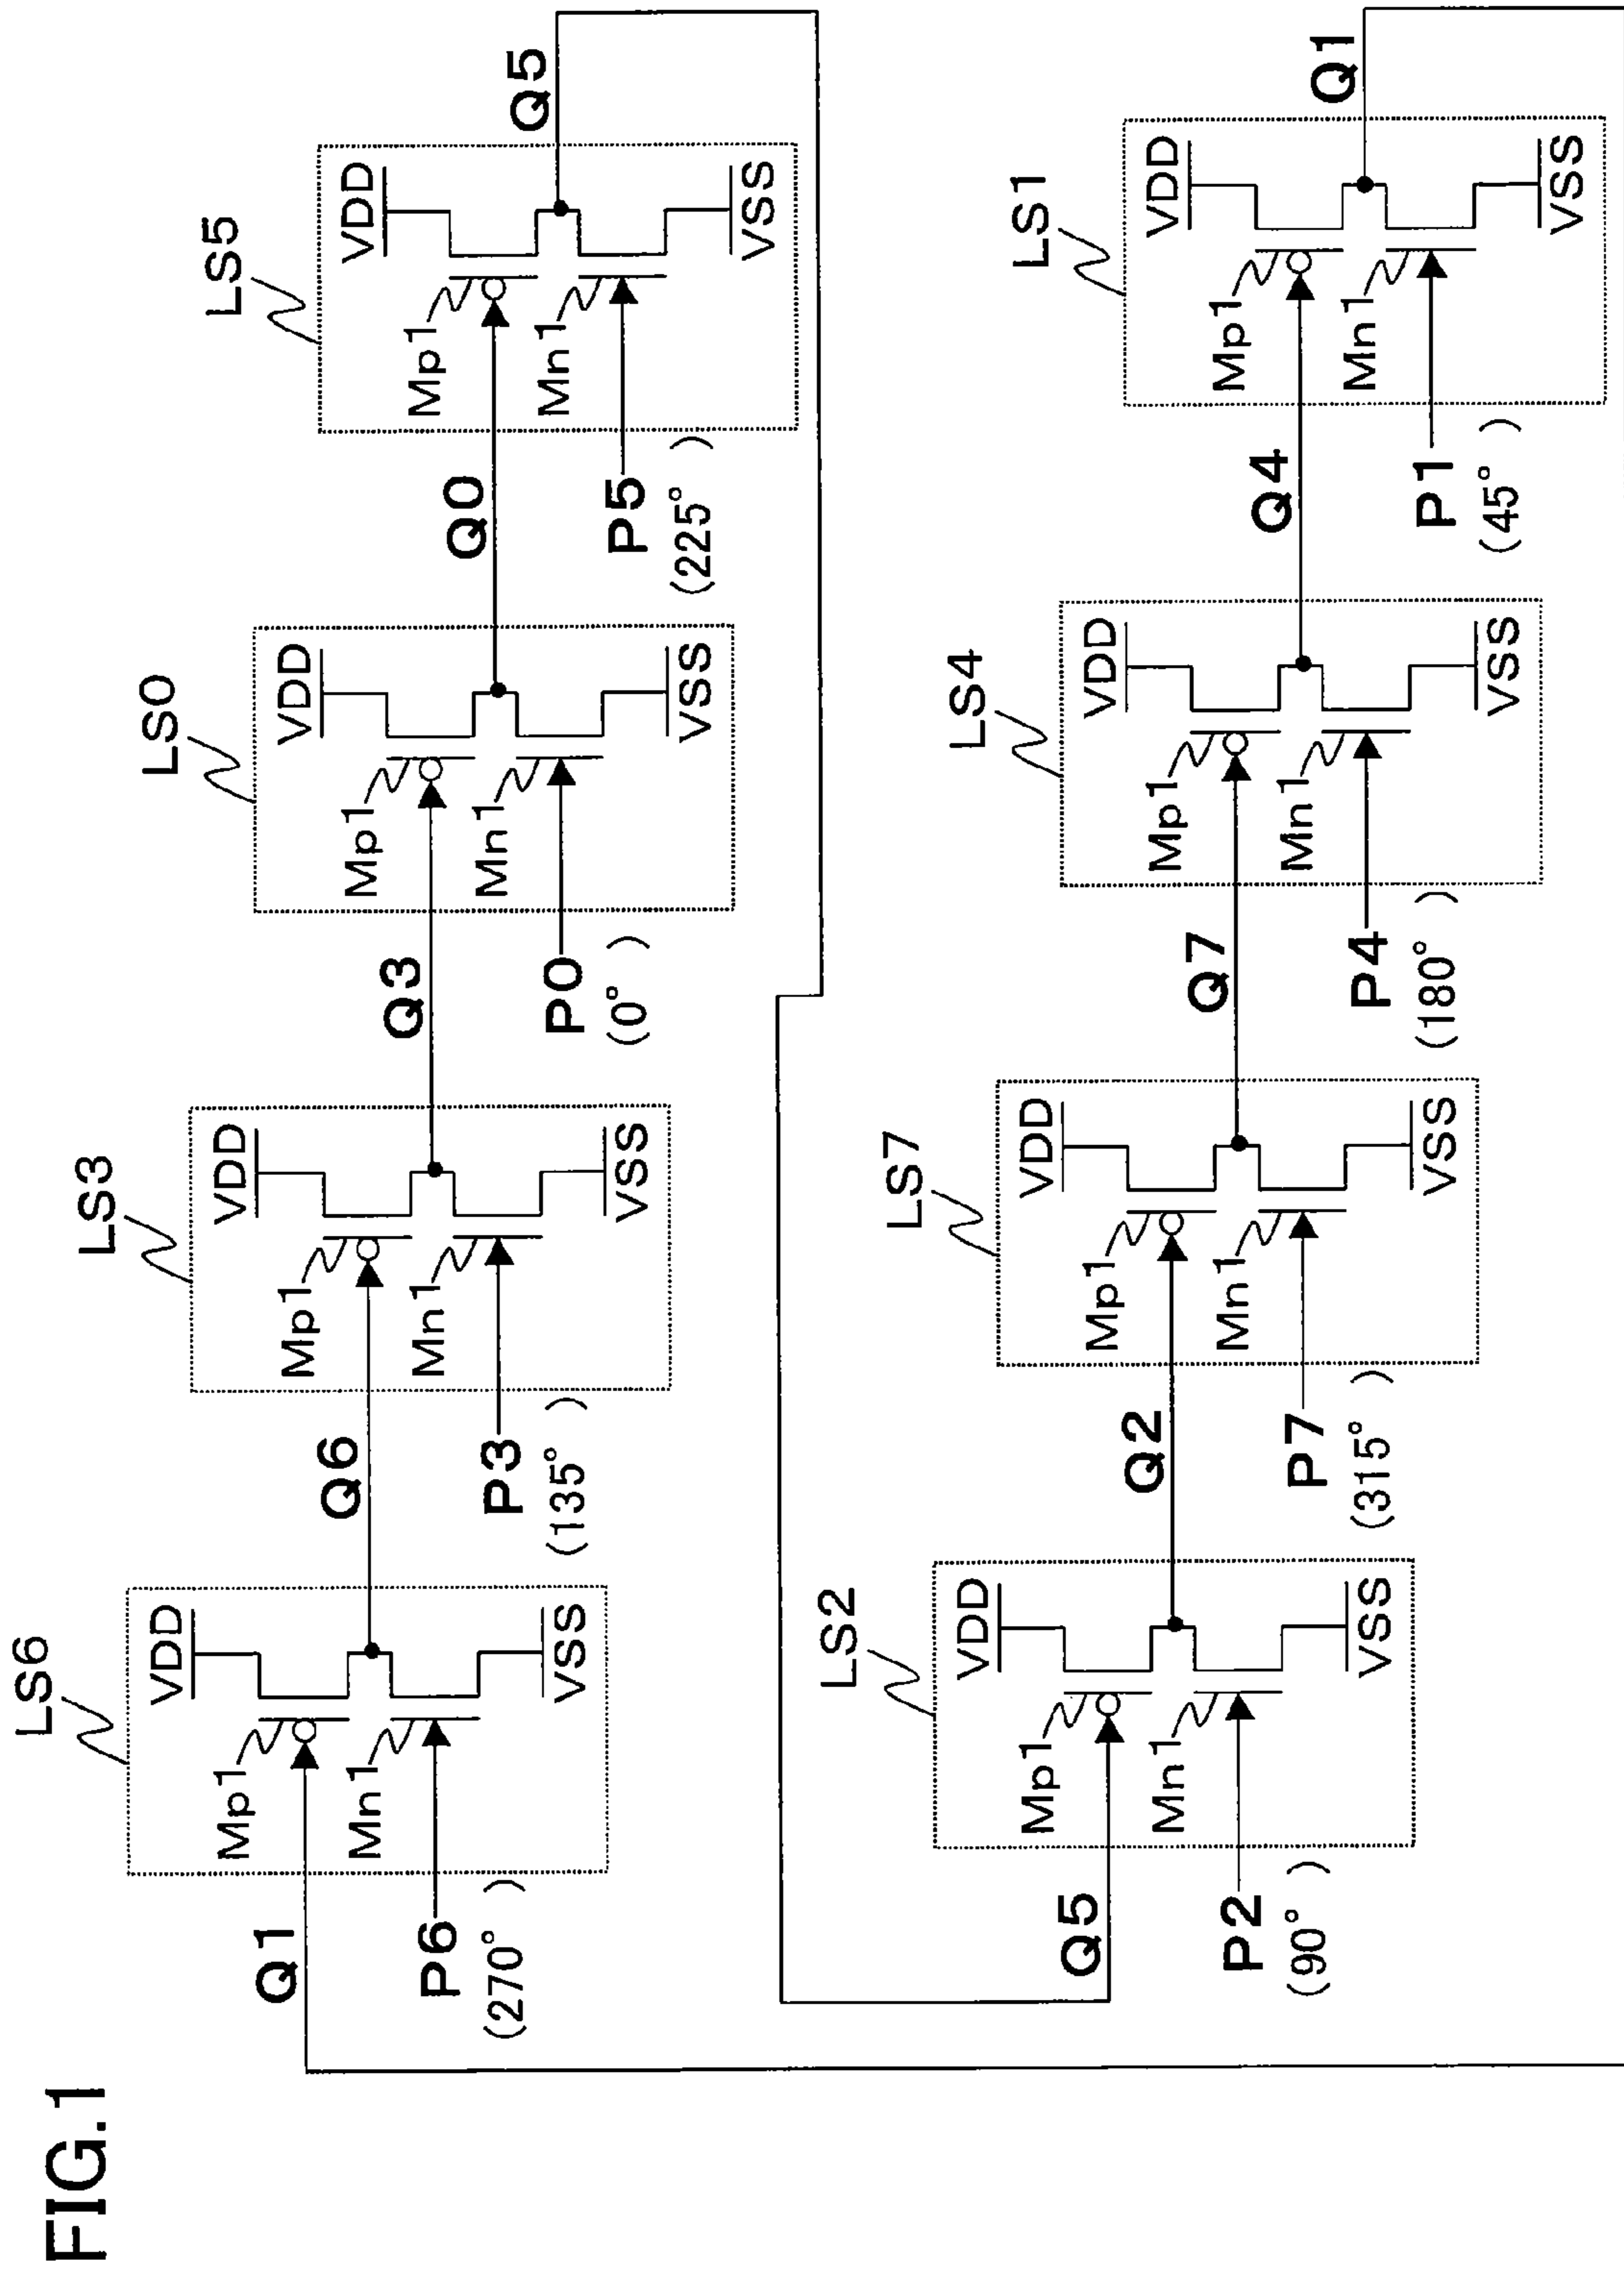 FIG.1
LS6
VDD
Q1
Mp1
Mn1
P6
(270°)
VSS
Q6
LS3
VDD
Mp1
Mn1
P3
(135°)
VSS
Q3
LS0
VDD
Mp1
Mn1
P0
(0°)
VSS
Q0
LS5
VDD
Mp1
Mn1
P5
(225°)
VSS
Q5
LS2
VDD
Q5
Mp1
Mn1
P2
(90°)
VSS
Q2
LS7
VDD
Mp1
Mn1
P7
(315°)
VSS
Q7
LS4
VDD
Mp1
Mn1
P4
(180°)
VSS
Q4
LS1
VDD
Mp1
Mn1
P1
(45°)
VSS
Q1